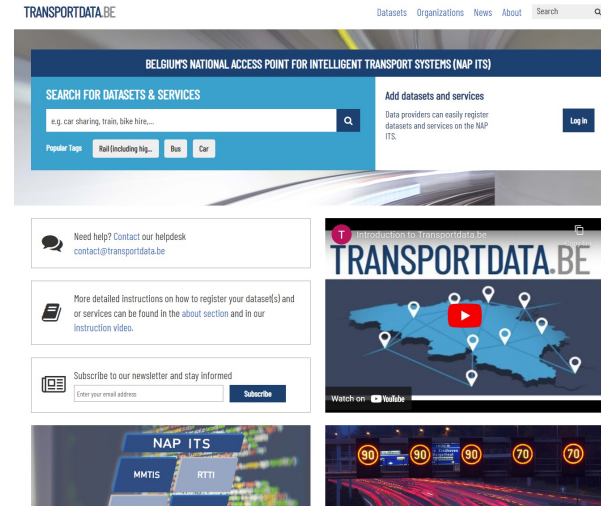 TRANSPORTDATA.BE
Datasets Organizations News About Search
BELGIUM'S NATIONAL ACCESS POINT FOR INTELLIGENT TRANSPORT SYSTEMS (NAP ITS)
SEARCH FOR DATASETS & SERVICES
e.g. car sharing, train, bike hire,...
Popular Tags Rail (including hig... Bus Car
Add datasets and services
Data providers can easily register
datasets and services on the NAP
ITS.
Log in
Need help? Contact our helpdesk
contact@transportdata.be
More detailed instructions on how to register your dataset(s) and
or services can be found in the about section and in our
instruction video.
Subscribe to our newsletter and stay informed
Enter your email address Subscribe
T Introduction to Transportdata.be
TRANSPORTDATA.BE
Watch on YouTube
NAP ITS
MMTIS RTTI
90 90 90 70 70